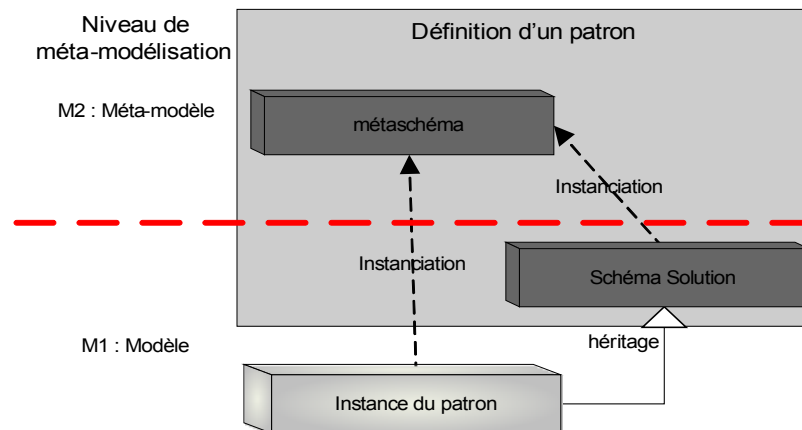 Niveau de
méta-modélisation
Définition d'un patron
M2 : Méta-modèle
métaschéma
Instanciation
Instanciation
Schéma Solution
M1 : Modèle
héritage
Instance du patron